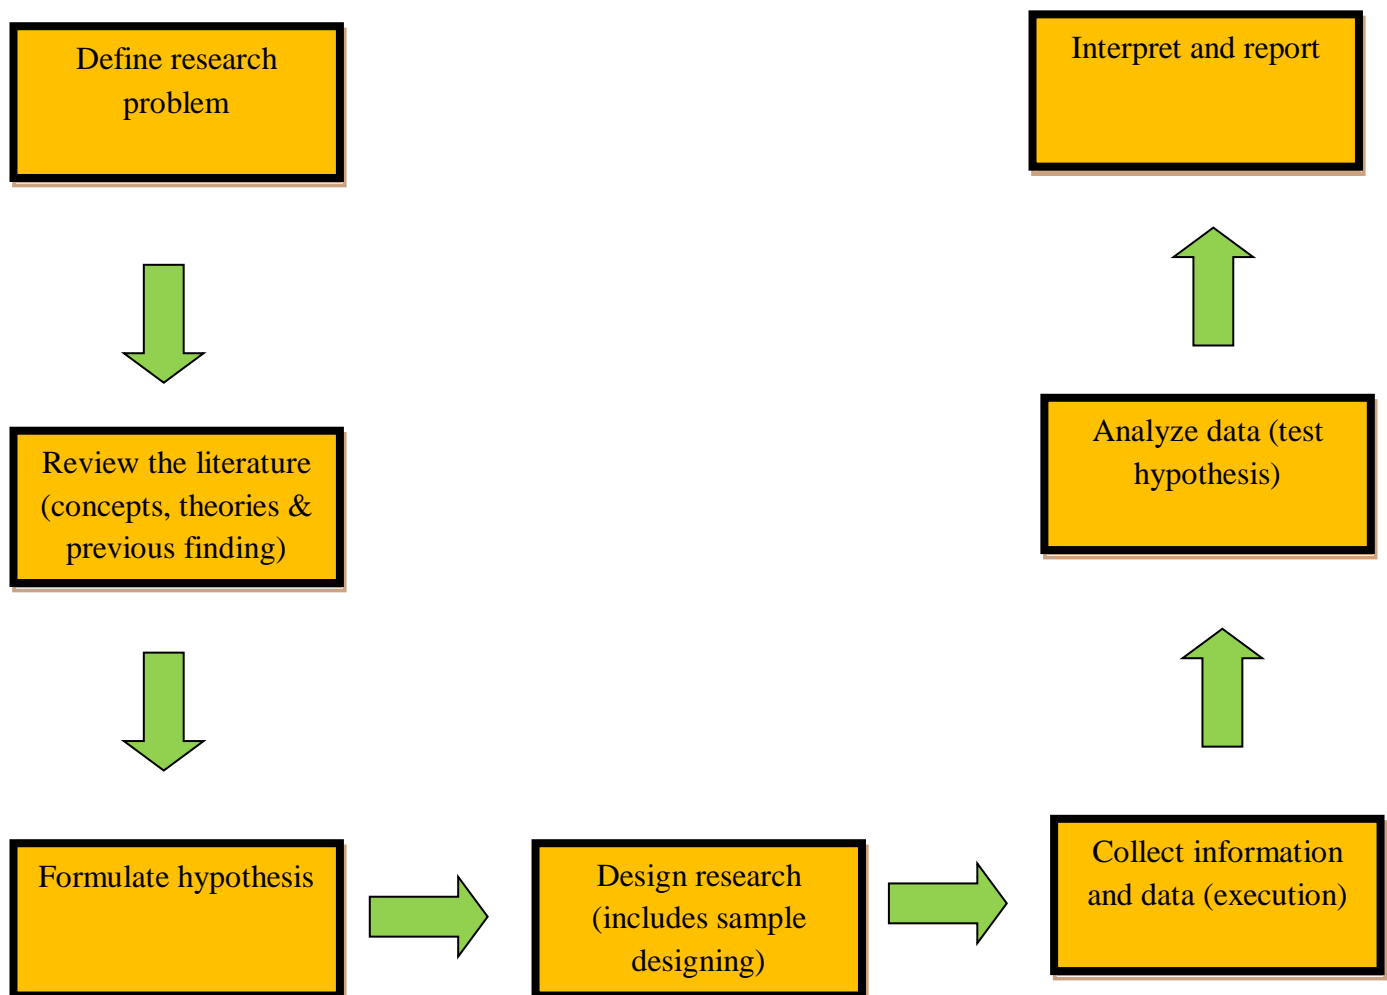 Define research
problem
Review the literature
(concepts, theories &
previous finding)
Formulate hypothesis
Design research
(includes sample
designing)
Collect information
and data (execution)
Analyze data (test
hypothesis)
Interpret and report